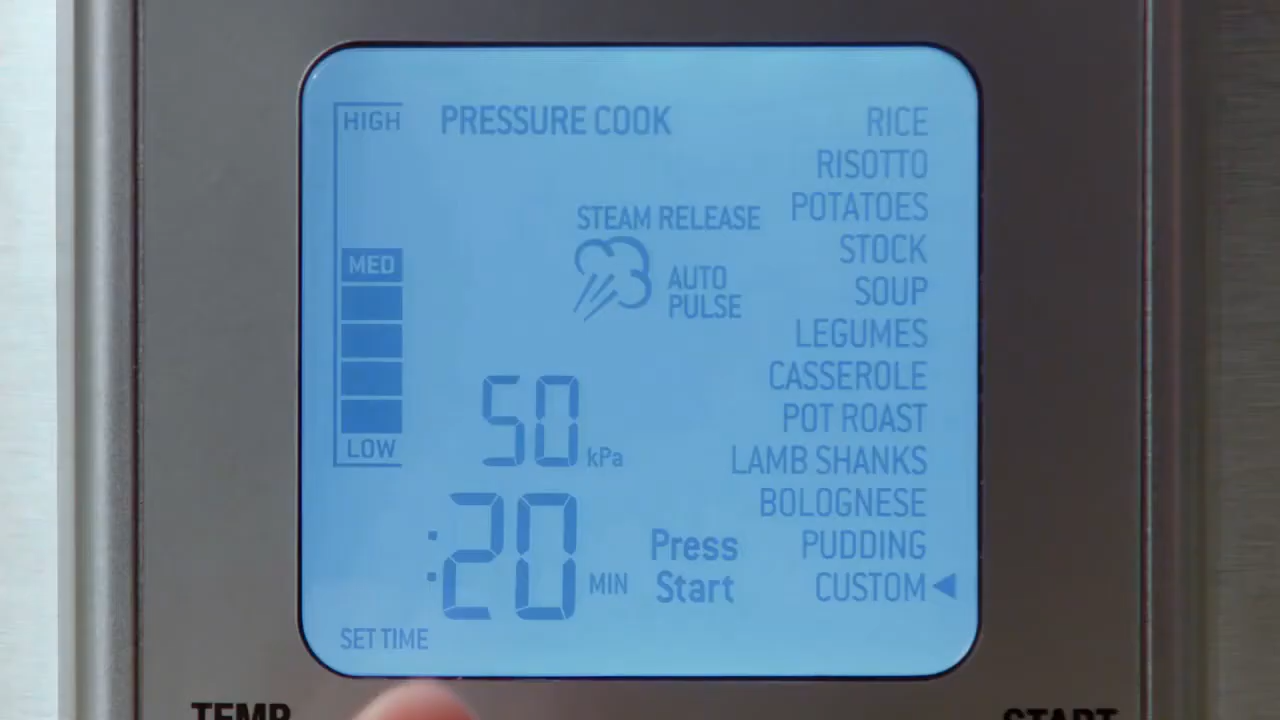 HIGH
PRESSURE COOK
MED
LOW
STEAM RELEASE
AUTO
PULSE
50 kPa
:20 MIN
SET TIME
Press
Start
RICE
RISOTTO
POTATOES
STOCK
SOUP
LEGUMES
CASSEROLE
POT ROAST
LAMB SHANKS
BOLOGNESE
PUDDING
CUSTOM
TEMP
START